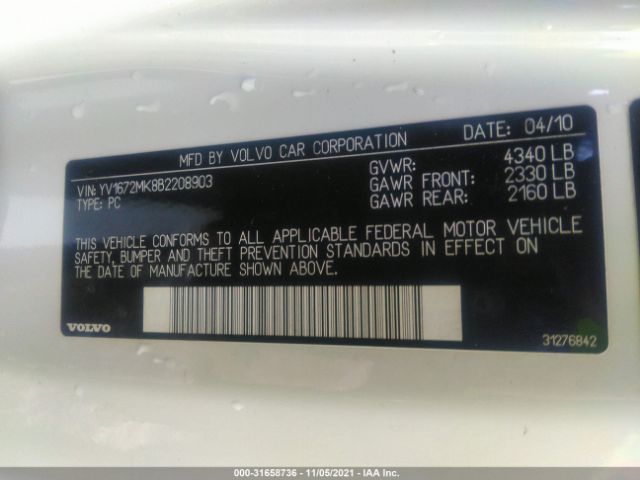 MFD BY VOLVO CAR CORPORATION DATE: 04/10
VIN: YV1672MK8B2208903
TYPE: PC
GVWR: 4340 LB
GAWR FRONT: 2330 LB
GAWR REAR: 2160 LB
THIS VEHICLE CONFORMS TO ALL APPLICABLE FEDERAL MOTOR VEHICLE
SAFETY, BUMPER AND THEFT PREVENTION STANDARDS IN EFFECT ON
THE DATE OF MANUFACTURE SHOWN ABOVE.
VOLVO
31276842
000-31658736 - 11/05/2021 - IAA Inc.